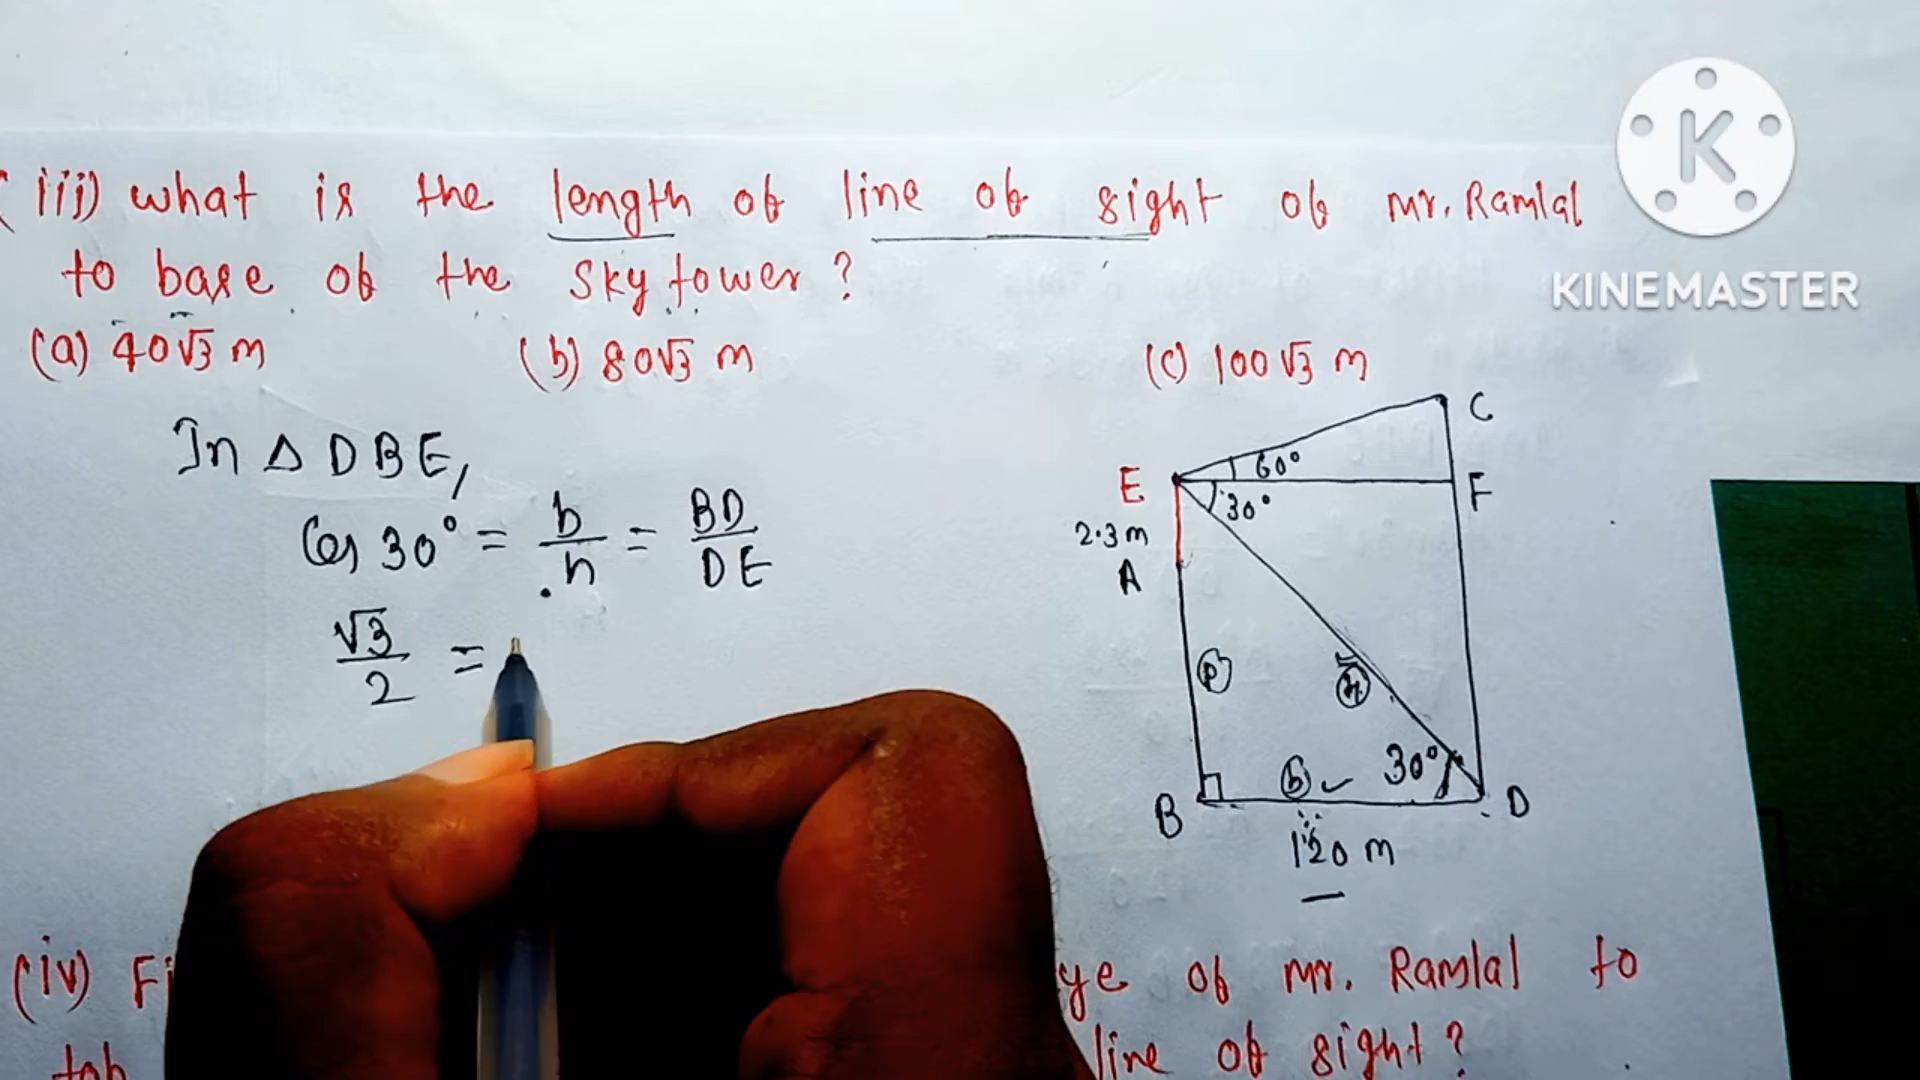 (iii) what is the length of line of sight of Mr. Ramlal
to base of the sky tower?
(a) 40√3 m (b) 80√3 m (c) 100√3 m
In Δ DBE,
Cos 30° = b/h = BD/DE
√3/2 =
C
E 60° F
30°
2.3 m
A
p
h
B b ✓ 30° D
120 m
(iv) of Mr. Ramlal to
line of sight?
K
KINEMASTER